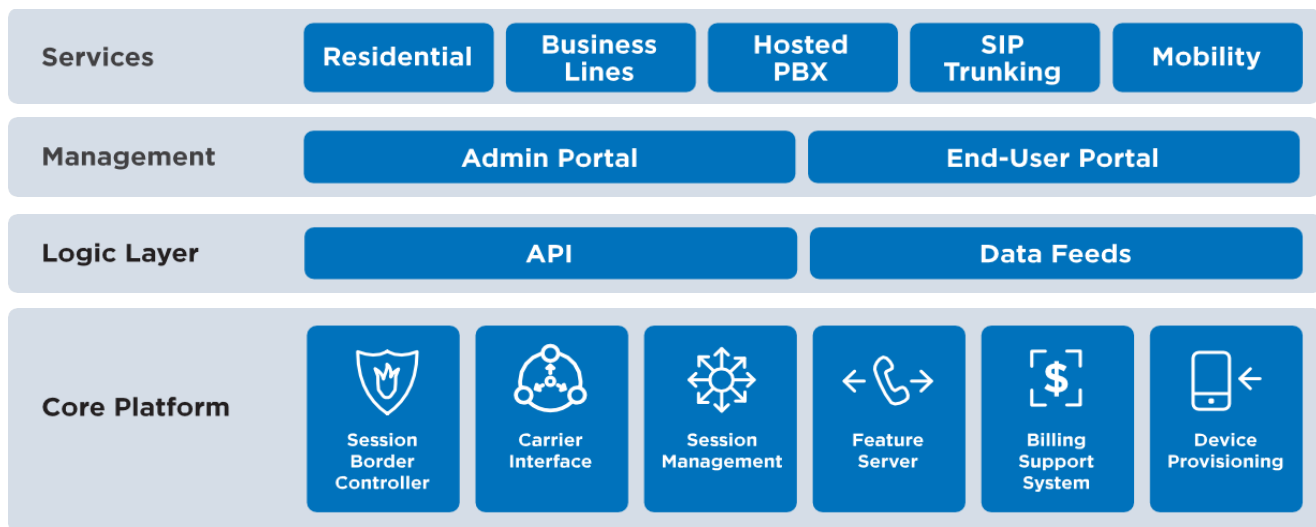 Services
Residential
Business
Lines
Hosted
PBX
SIP
Trunking
Mobility
Management
Admin Portal
End-User Portal
Logic Layer
API
Data Feeds
Core Platform
Session
Border
Controller
Carrier
Interface
Session
Management
Feature
Server
$
Billing
Support
System
Device
Provisioning